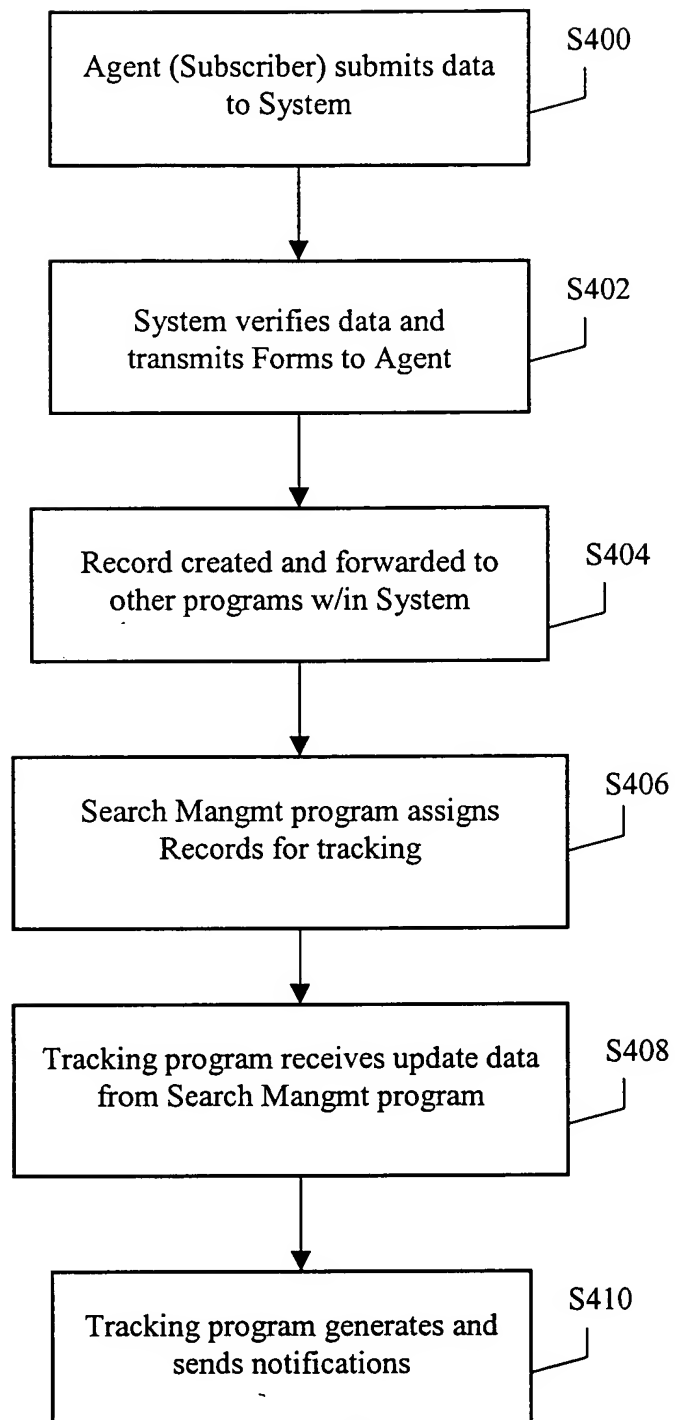 Agent (Subscriber) submits data
to System
S400
System verifies data and
transmits Forms to Agent
S402
Record created and forwarded to
other programs w/in System
S404
Search Mangmt program assigns
Records for tracking
S406
Tracking program receives update data
from Search Mangmt program
S408
Tracking program generates and
sends notifications
S410